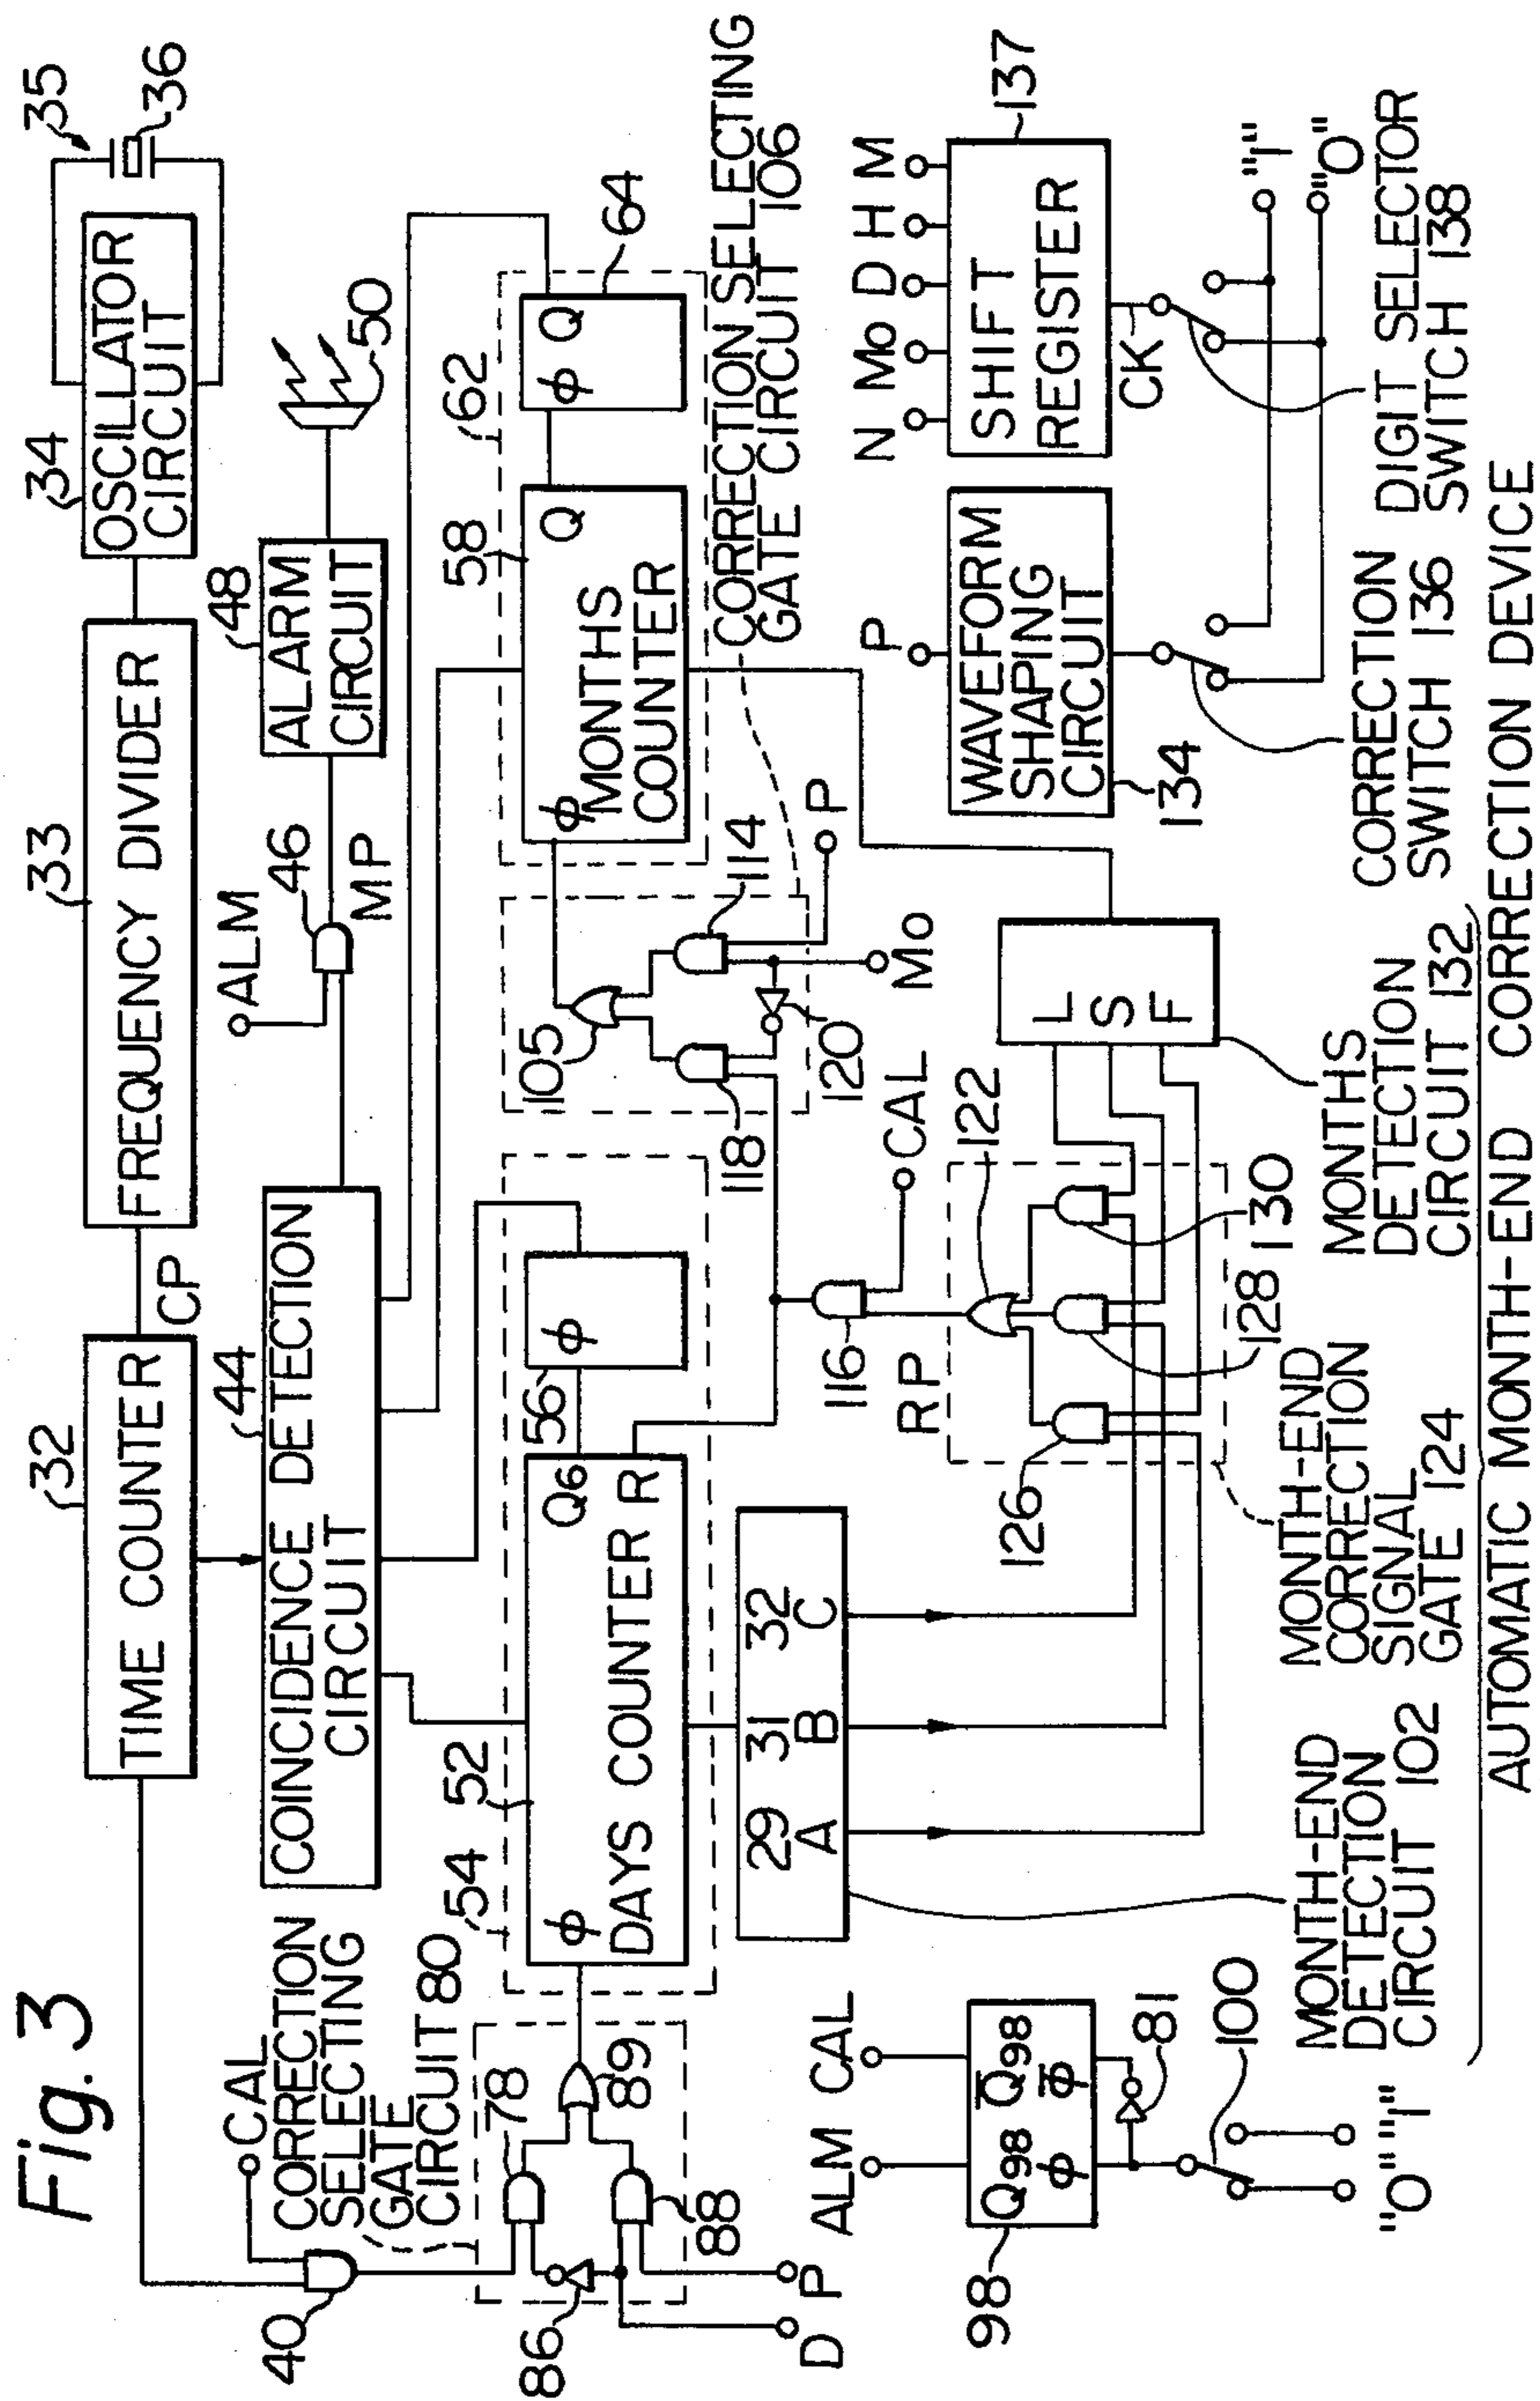 Fig. 3
32
TIME COUNTER
CP
33
FREQUENCY DIVIDER
34
OSCILLATOR
CIRCUIT
35
36
CAL
40
44
COINCIDENCE DETECTION
CIRCUIT
ALM
46
MP
48
ALARM
CIRCUIT
50
CORRECTION
SELECTING
GATE
CIRCUIT 80
78
86
88
89
D
P
54
52
ϕ
Q6
DAYS COUNTER
R
56
ϕ
118
105
120
114
P
Mo
58
ϕ
Q
MONTHS
COUNTER
62
ϕ
Q
64
CORRECTION SELECTING
GATE CIRCUIT 106
29
31
32
A
B
C
116
CAL
RP
122
126
128
130
L
S
F
ALM
CAL
Q98
Q̅98
ϕ
ϕ̅
98
81
100
"0"
"1"
P
WAVEFORM
SHAPING
CIRCUIT
134
N
Mo
D
H
M
SHIFT
REGISTER
137
CK
"1"
"0"
MONTH-END
DETECTION
CIRCUIT 102
MONTH-END
CORRECTION
SIGNAL
GATE 124
MONTHS
DETECTION
CIRCUIT 132
CORRECTION
SWITCH 136
DIGIT SELECTOR
SWITCH 138
AUTOMATIC MONTH-END CORRECTION DEVICE